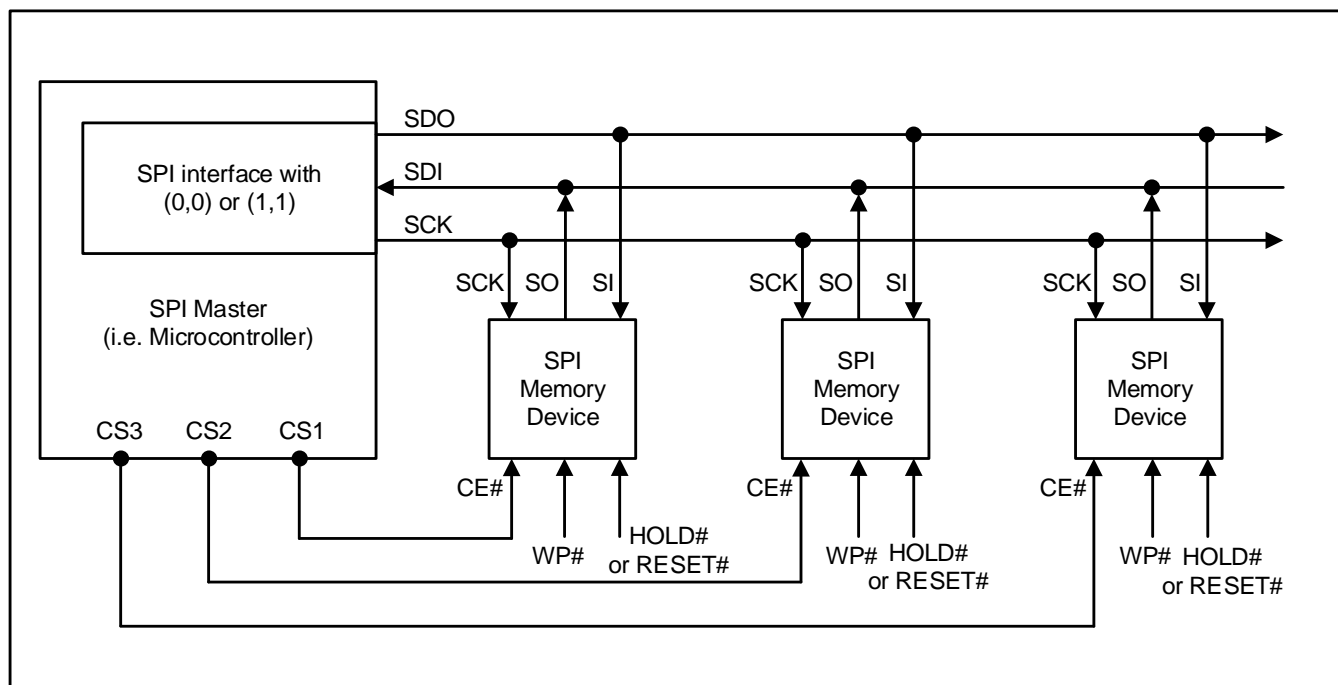 SDO
SPI interface with
(0,0) or (1,1)
SDI
SCK
SCK SO SI
SCK SO SI
SCK SO SI
SPI Master
(i.e. Microcontroller)
SPI
Memory
Device
SPI
Memory
Device
SPI
Memory
Device
CS3 CS2 CS1
CE#
WP#
HOLD#
or RESET#
CE#
WP#
HOLD#
or RESET#
CE#
WP#
HOLD#
or RESET#